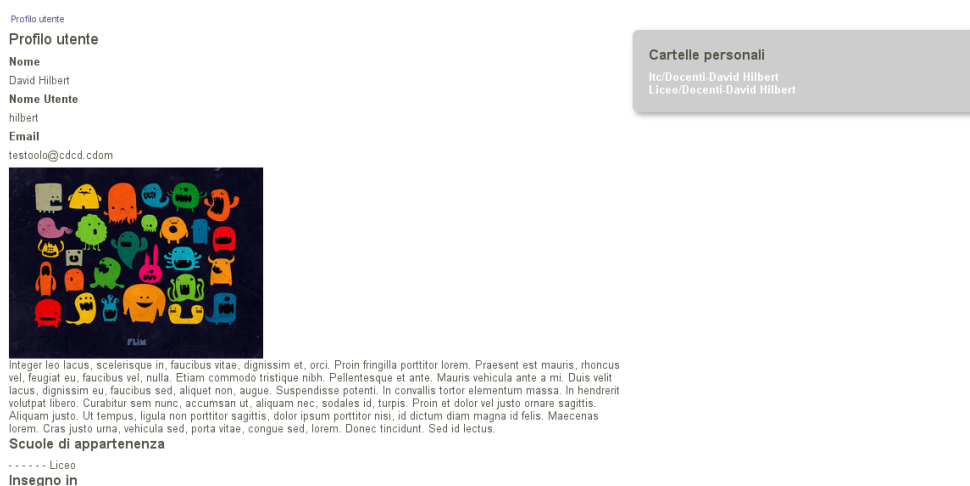 Profilo utente
Profilo utente
Nome
David Hilbert
Nome Utente
hilbert
Email
testoolo@cdcd.cdom
FLIM
Integer leo lacus, scelerisque in, faucibus vitae, dignissim et, orci. Proin fringilla porttitor lorem. Praesent est mauris, rhoncus
vel, feugiat eu, faucibus vel, nulla. Etiam commodo tristique nibh. Pellentesque et ante. Mauris vehicula ante a mi. Duis velit
lacus, dignissim eu, faucibus sed, aliquet non, augue. Suspendisse potenti. In convallis tortor elementum massa. In hendrerit
volutpat libero. Curabitur sem nunc, accumsan ut, aliquam nec, sodales id, turpis. Proin et dolor vel justo ornare sagittis.
Aliquam justo. Ut tempus, ligula non porttitor sagittis, dolor ipsum porttitor nisi, id dictum diam magna id felis. Maecenas
lorem. Cras justo urna, vehicula sed, porta vitae, congue sed, lorem. Donec tincidunt. Sed id lectus.
Scuole di appartenenza
- - - - - - Liceo
Insegno in
Cartelle personali
Itc/Docenti-David Hilbert
Liceo/Docenti-David Hilbert